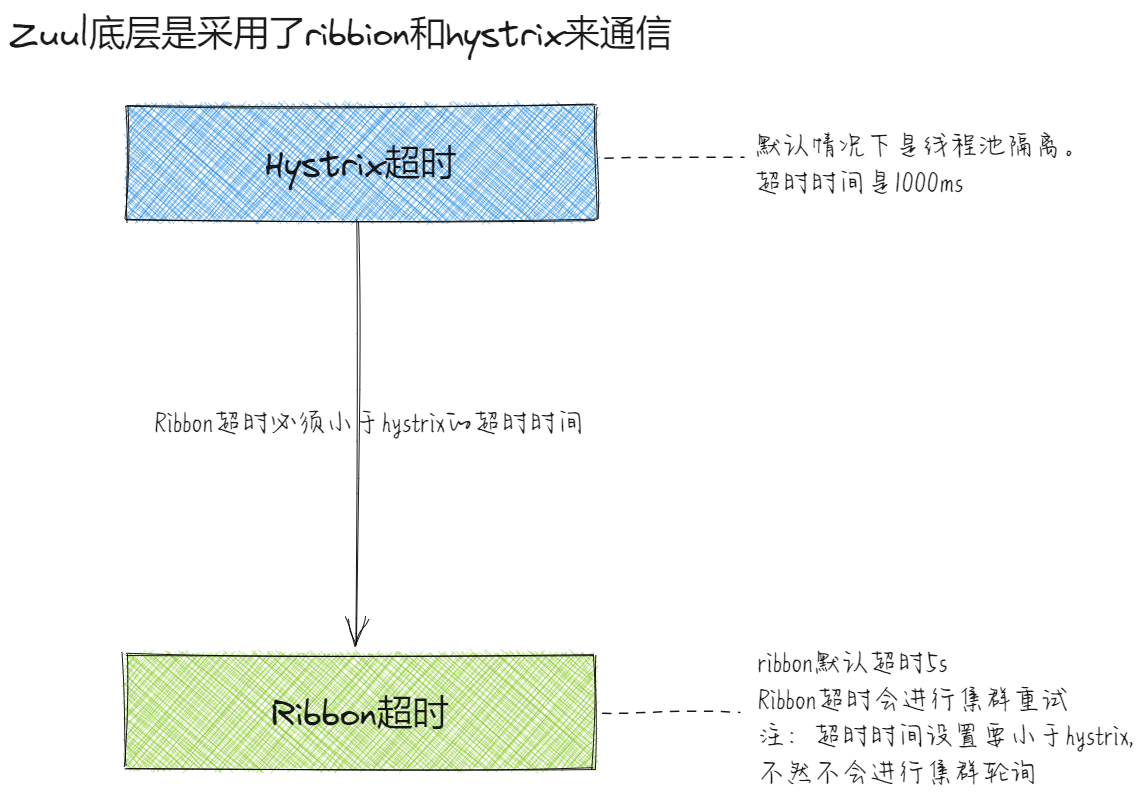 Zuul底层是采用了ribbion和hystrix来通信
Hystrix超时
默认情况下是线程池隔离。
超时时间是1000ms
Ribbon超时必须小于hystrix的超时时间
Ribbon超时
ribbon默认超时5s
Ribbon超时会进行集群重试
注：超时时间设置要小于hystrix,
不然不会进行集群轮询